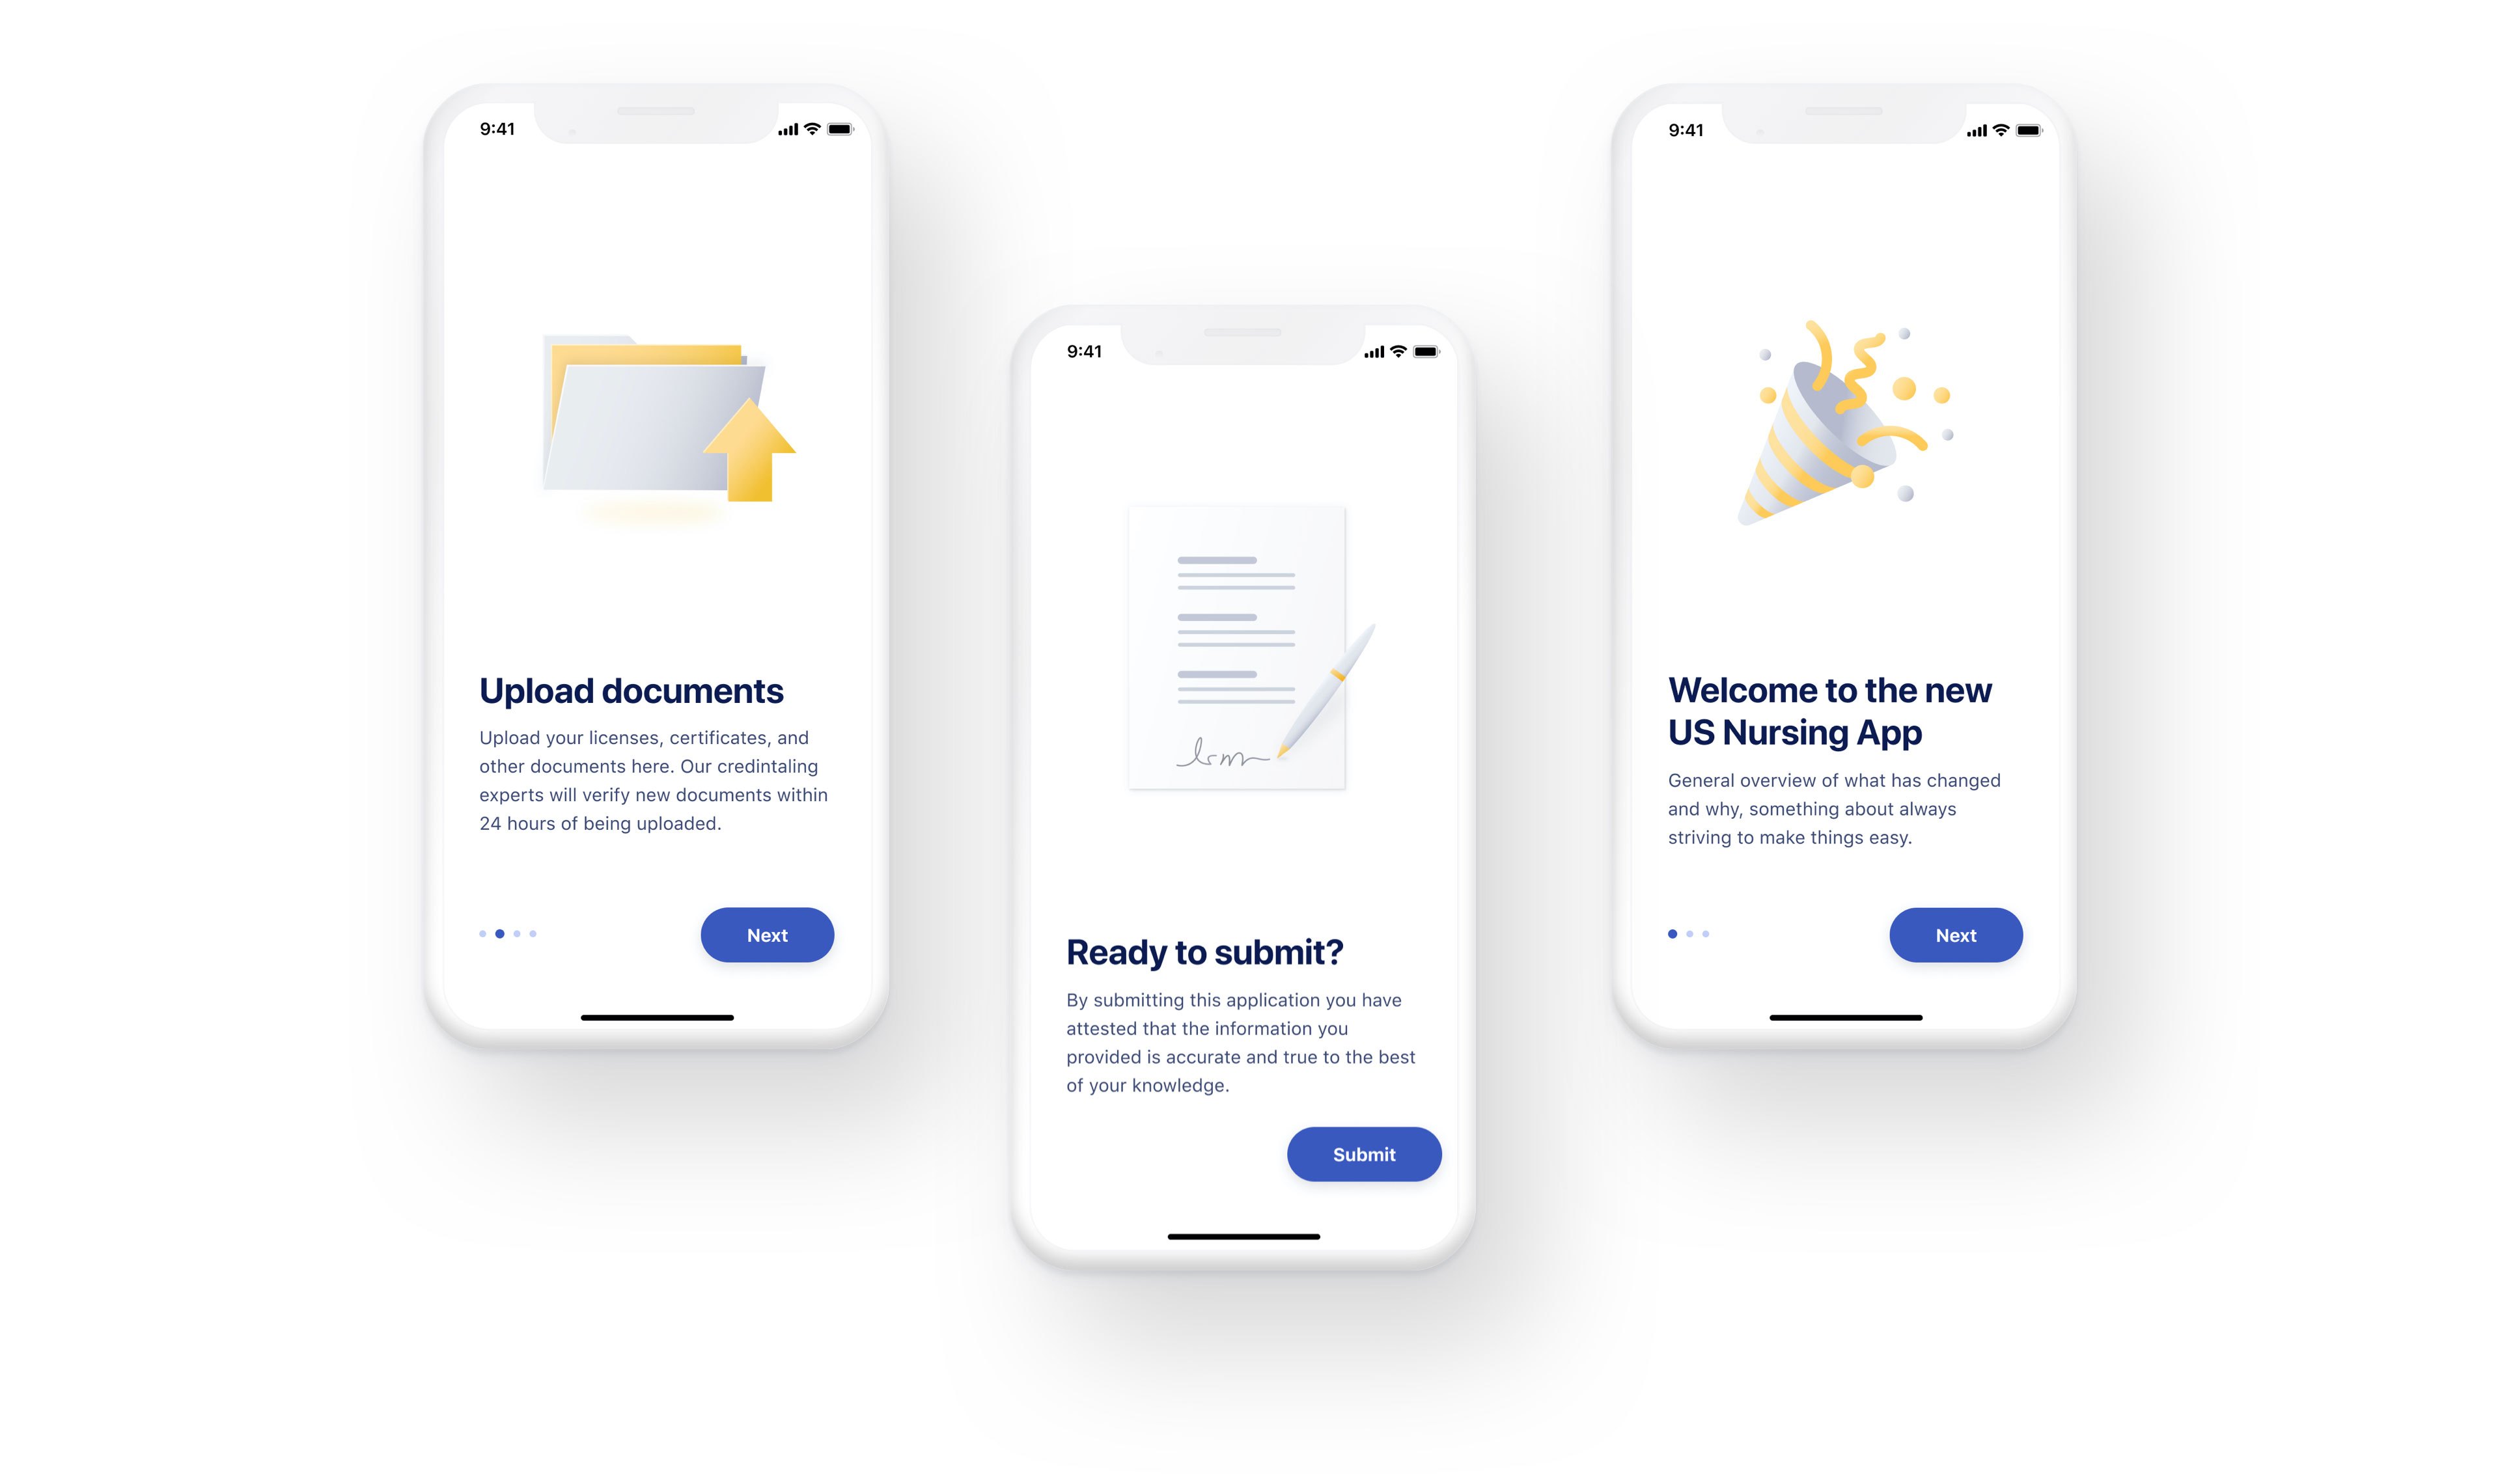 9:41
Upload documents
Upload your licenses, certificates, and
other documents here. Our credintaling
experts will verify new documents within
24 hours of being uploaded.
Next
9:41
Ready to submit?
By submitting this application you have
attested that the information you
provided is accurate and true to the best
of your knowledge.
Submit
9:41
Welcome to the new
US Nursing App
General overview of what has changed
and why, something about always
striving to make things easy.
Next